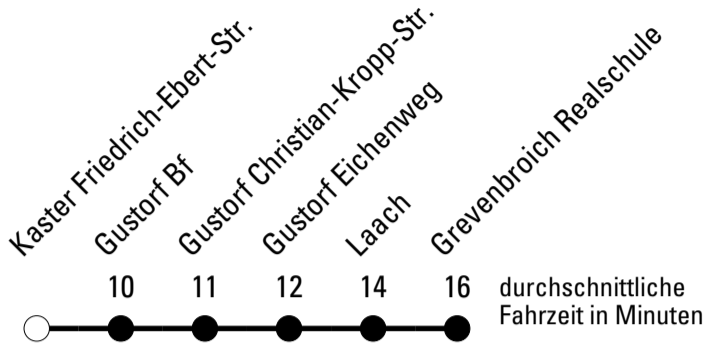 Kaster Friedrich-Ebert-Str.
Gustorf Bf
Gustorf Christian-Kropp-Str.
Gustorf Eichenweg
Laach
Grevenbroich Realschule
10 11 12 14 16 durchschnittliche
Fahrzeit in Minuten